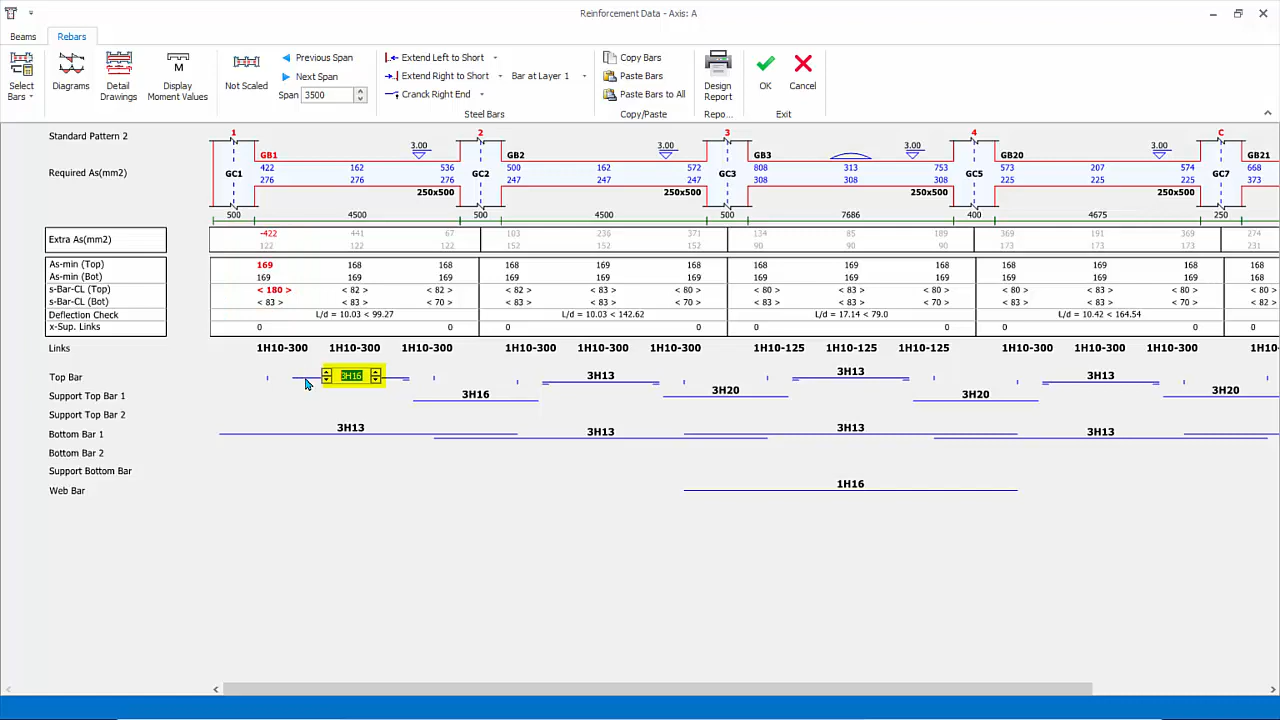 Reinforcement Data - Axis: A
Beams Rebars
Select Bars
Diagrams
Detail Drawings
Display Moment Values
Not Scaled
Previous Span
Next Span
Span 3500
Extend Left to Short
Extend Right to Short
Crank Right End
Bar at Layer 1
Steel Bars
Copy Bars
Paste Bars
Paste Bars to All
Copy/Paste
Design Report
Repo...
OK
Cancel
Exit
Standard Pattern 2
1 2 3 4 C
GB1 3.00 GB2 3.00 GB3 3.00 GB20 3.00 GB21
Required As(mm2)
422 162 536 500 162 572 808 313 753 573 207 574 668
GC1 GC2 GC3 GC5 GC7
276 276 276 247 247 247 308 308 308 225 225 225 373
250x500 250x500 250x500 250x500
500 4500 500 4500 500 7686 400 4675 250
Extra As(mm2)
-422 441 67 103 236 371 134 85 189 369 191 369 274
122 122 122 152 152 152 90 90 90 173 173 173 231
As-min (Top) 169 168 168 168 169 168 168 168 168 168 168 168 168
As-min (Bot) 169 169 169 169 169 169 169 169 169 169 169 169 169
s-Bar-CL (Top) < 180 > < 82 > < 82 > < 82 > < 83 > < 80 > < 80 > < 83 > < 80 > < 80 > < 83 > < 80 > < 80 >
s-Bar-CL (Bot) < 83 > < 83 > < 70 > < 83 > < 83 > < 70 > < 83 > < 83 > < 70 > < 83 > < 83 > < 70 > < 82 >
Deflection Check L/d = 10.03 < 99.27 L/d = 10.03 < 142.62 L/d = 17.14 < 79.0 L/d = 10.42 < 164.54
x-Sup. Links 0 0 0 0 0 0 0 0 0
Links 1H10-300 1H10-300 1H10-300 1H10-300 1H10-300 1H10-300 1H10-125 1H10-125 1H10-125 1H10-300 1H10-300 1H10-300 1H10-
Top Bar 3H16 3H13 3H13 3H13
Support Top Bar 1 3H16 3H20 3H20 3H20
Support Top Bar 2
Bottom Bar 1 3H13 3H13 3H13 3H13
Bottom Bar 2
Support Bottom Bar
Web Bar 1H16